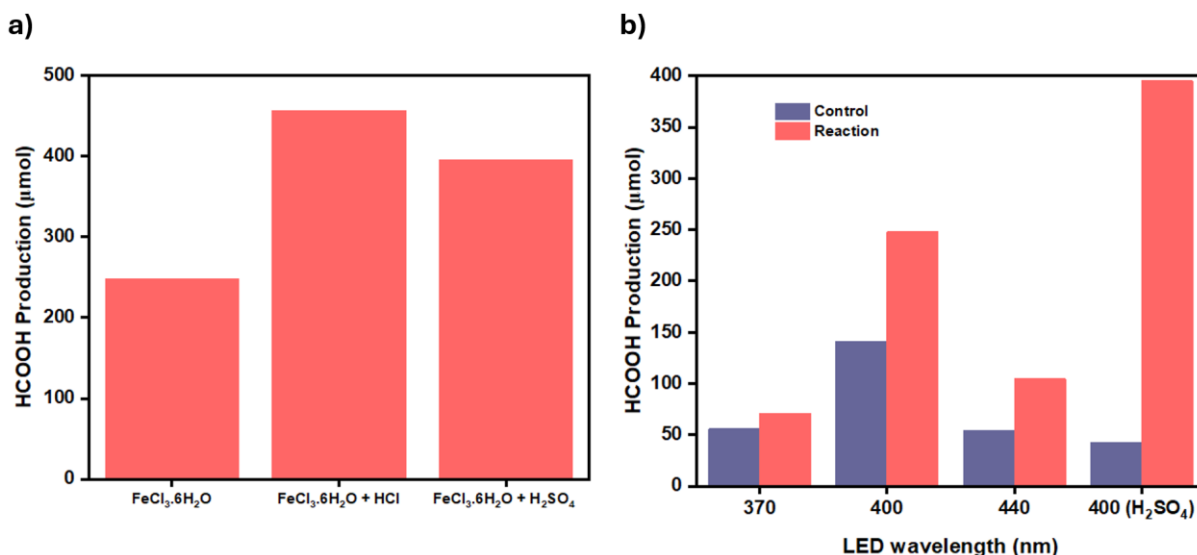 a)
HCOOH Production (μmol)
500
400
300
200
100
0
FeCl₃.6H₂O
FeCl₃.6H₂O + HCl
FeCl₃.6H₂O + H₂SO₄
b)
HCOOH Production (μmol)
400
350
300
250
200
150
100
50
0
Control
Reaction
370
400
440
400 (H₂SO₄)
LED wavelength (nm)